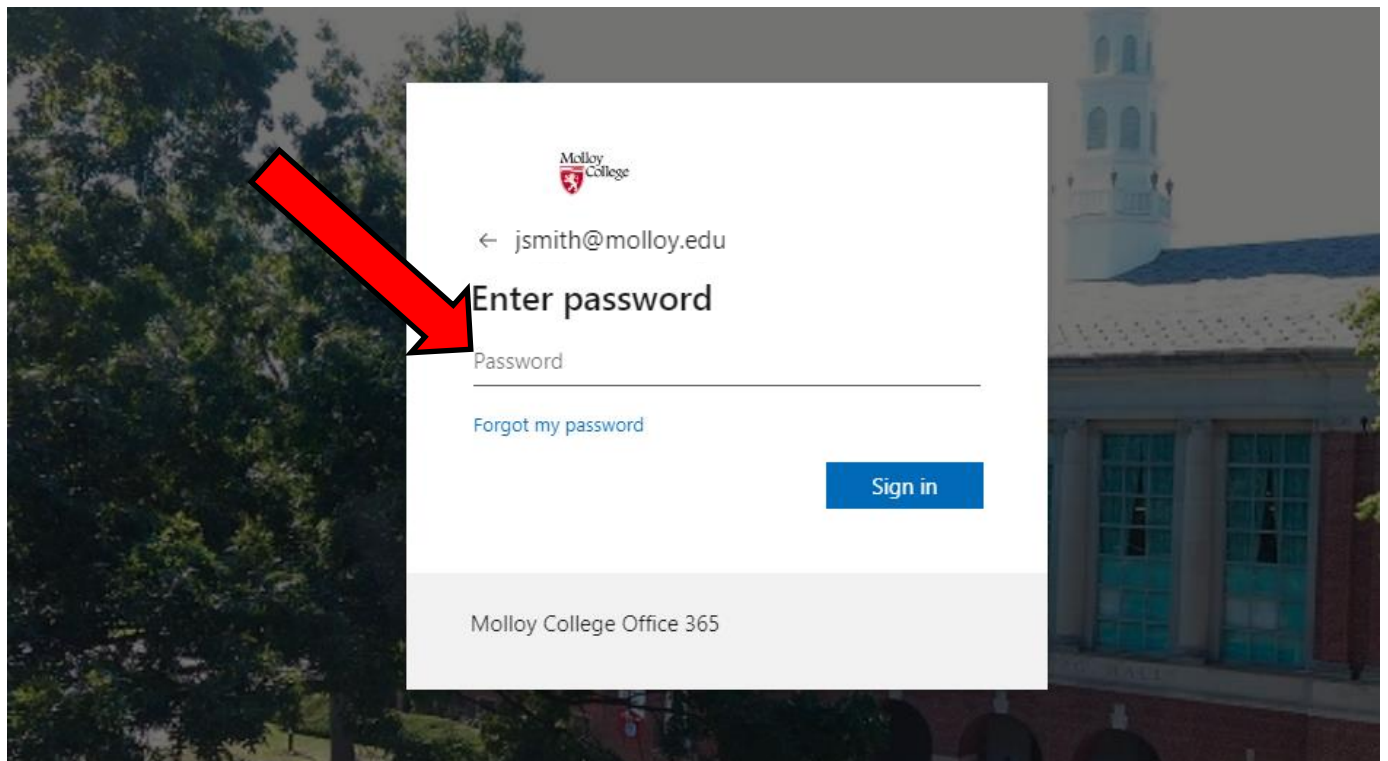 Molloy
College
← jsmith@molloy.edu
Enter password
Password
Forgot my password
Sign in
Molloy College Office 365